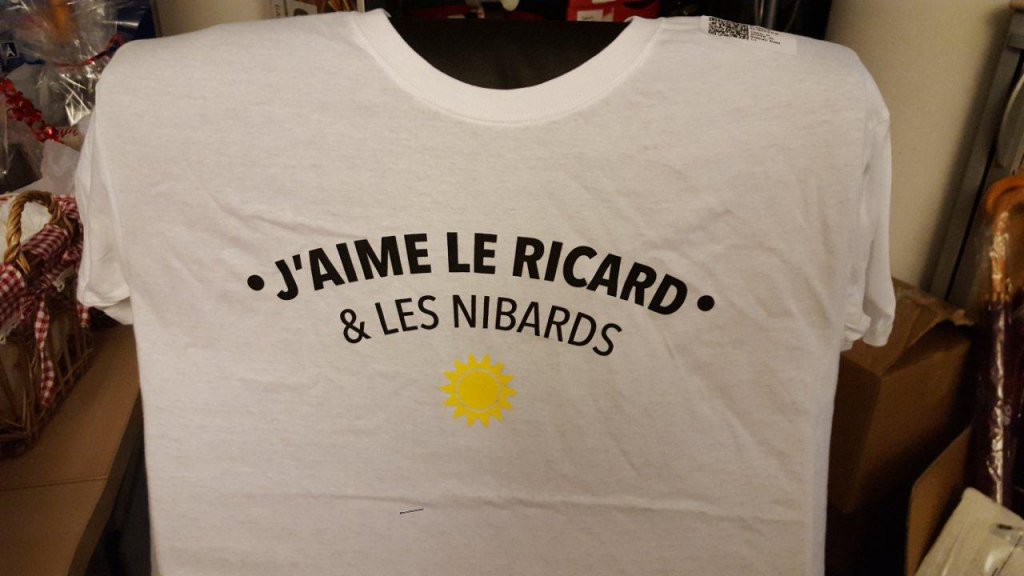 • J'AIME LE RICARD •
& LES NIBARDS